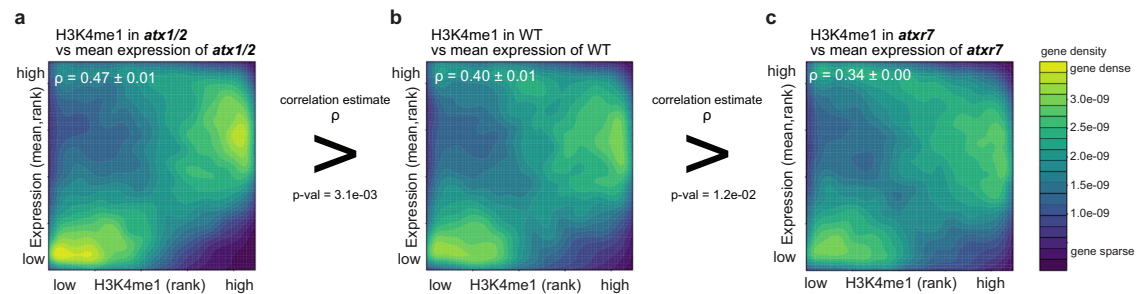 a
H3K4me1 in atx1/2
vs mean expression of atx1/2
high
ρ = 0.47 ± 0.01
Expression (mean,rank)
low
low H3K4me1 (rank) high
correlation estimate
ρ
>
p-val = 3.1e-03
b
H3K4me1 in WT
vs mean expression of WT
high
ρ = 0.40 ± 0.01
Expression (mean,rank)
low
low H3K4me1 (rank) high
correlation estimate
ρ
>
p-val = 1.2e-02
c
H3K4me1 in atxr7
vs mean expression of atxr7
high
ρ = 0.34 ± 0.00
Expression (mean,rank)
low
low H3K4me1 (rank) high
gene density
gene dense
3.0e-09
2.5e-09
2.0e-09
1.5e-09
1.0e-09
gene sparse